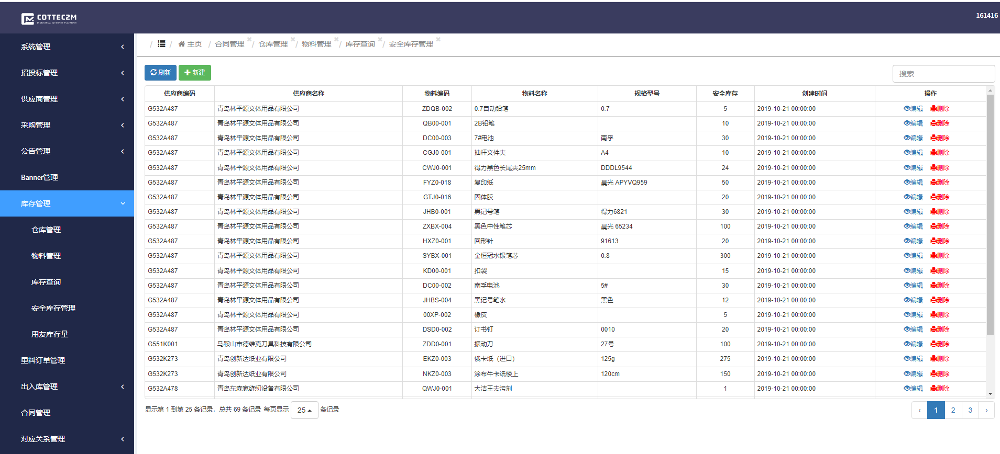 COTTEC2M
INDUSTRIAL INTERNET PLATFORM
161416
系统管理
招投标管理
供应商管理
采购管理
公告管理
Banner管理
库存管理
仓库管理
物料管理
库存查询
安全库存管理
用友库存量
里料订单管理
出入库管理
合同管理
对应关系管理
/ / 主页 / 合同管理 / 仓库管理 / 物料管理 / 库存查询 / 安全库存管理
刷新 新建 搜索
供应商编码 供应商名称 物料编码 物料名称 规格型号 安全库存 创建时间 操作
G532A487 青岛林平源文体用品有限公司 ZDQB-002 0.7自动铅笔 0.7 5 2019-10-21 00:00:00 编辑 删除
G532A487 青岛林平源文体用品有限公司 QB00-001 2B铅笔 10 2019-10-21 00:00:00 编辑 删除
G532A487 青岛林平源文体用品有限公司 DC00-003 7#电池 南孚 30 2019-10-21 00:00:00 编辑 删除
G532A487 青岛林平源文体用品有限公司 CGJ0-001 抽杆文件夹 A4 10 2019-10-21 00:00:00 编辑 删除
G532A487 青岛林平源文体用品有限公司 CWJ0-001 得力黑色长尾夹25mm DDDL9544 24 2019-10-21 00:00:00 编辑 删除
G532A487 青岛林平源文体用品有限公司 FYZ0-018 复印纸 晨光 APYVQ959 50 2019-10-21 00:00:00 编辑 删除
G532A487 青岛林平源文体用品有限公司 GTJ0-016 固体胶 20 2019-10-21 00:00:00 编辑 删除
G532A487 青岛林平源文体用品有限公司 JHB0-001 黑记号笔 得力6821 30 2019-10-21 00:00:00 编辑 删除
G532A487 青岛林平源文体用品有限公司 ZXBX-004 黑色中性笔芯 晨光 65234 100 2019-10-21 00:00:00 编辑 删除
G532A487 青岛林平源文体用品有限公司 HXZ0-001 回形针 91613 20 2019-10-21 00:00:00 编辑 删除
G532A487 青岛林平源文体用品有限公司 SYBX-001 金恒冠水银笔芯 0.8 300 2019-10-21 00:00:00 编辑 删除
G532A487 青岛林平源文体用品有限公司 KD00-001 扣袋 15 2019-10-21 00:00:00 编辑 删除
G532A487 青岛林平源文体用品有限公司 DC00-002 南孚电池 5# 30 2019-10-21 00:00:00 编辑 删除
G532A487 青岛林平源文体用品有限公司 JHBS-004 黑记号笔水 黑色 12 2019-10-21 00:00:00 编辑 删除
G532A487 青岛林平源文体用品有限公司 00XP-002 橡皮 5 2019-10-21 00:00:00 编辑 删除
G532A487 青岛林平源文体用品有限公司 DSD0-002 订书钉 0010 20 2019-10-21 00:00:00 编辑 删除
G551K001 马鞍山市德维克刀具科技有限公司 ZDD0-001 振动刀 27号 100 2019-10-21 00:00:00 编辑 删除
G532K273 青岛创新达纸业有限公司 EKZ0-003 俄卡纸（进口） 125g 275 2019-10-21 00:00:00 编辑 删除
G532K273 青岛创新达纸业有限公司 NKZ0-003 涂布牛卡纸楼上 120cm 150 2019-10-21 00:00:00 编辑 删除
G532A478 青岛东森家缝纫设备有限公司 QWJ0-001 大洁王去污剂 1 2019-10-21 00:00:00 编辑 删除
显示第 1 到第 25 条记录，总共 69 条记录 每页显示 25 条记录 ‹ 1 2 3 ›